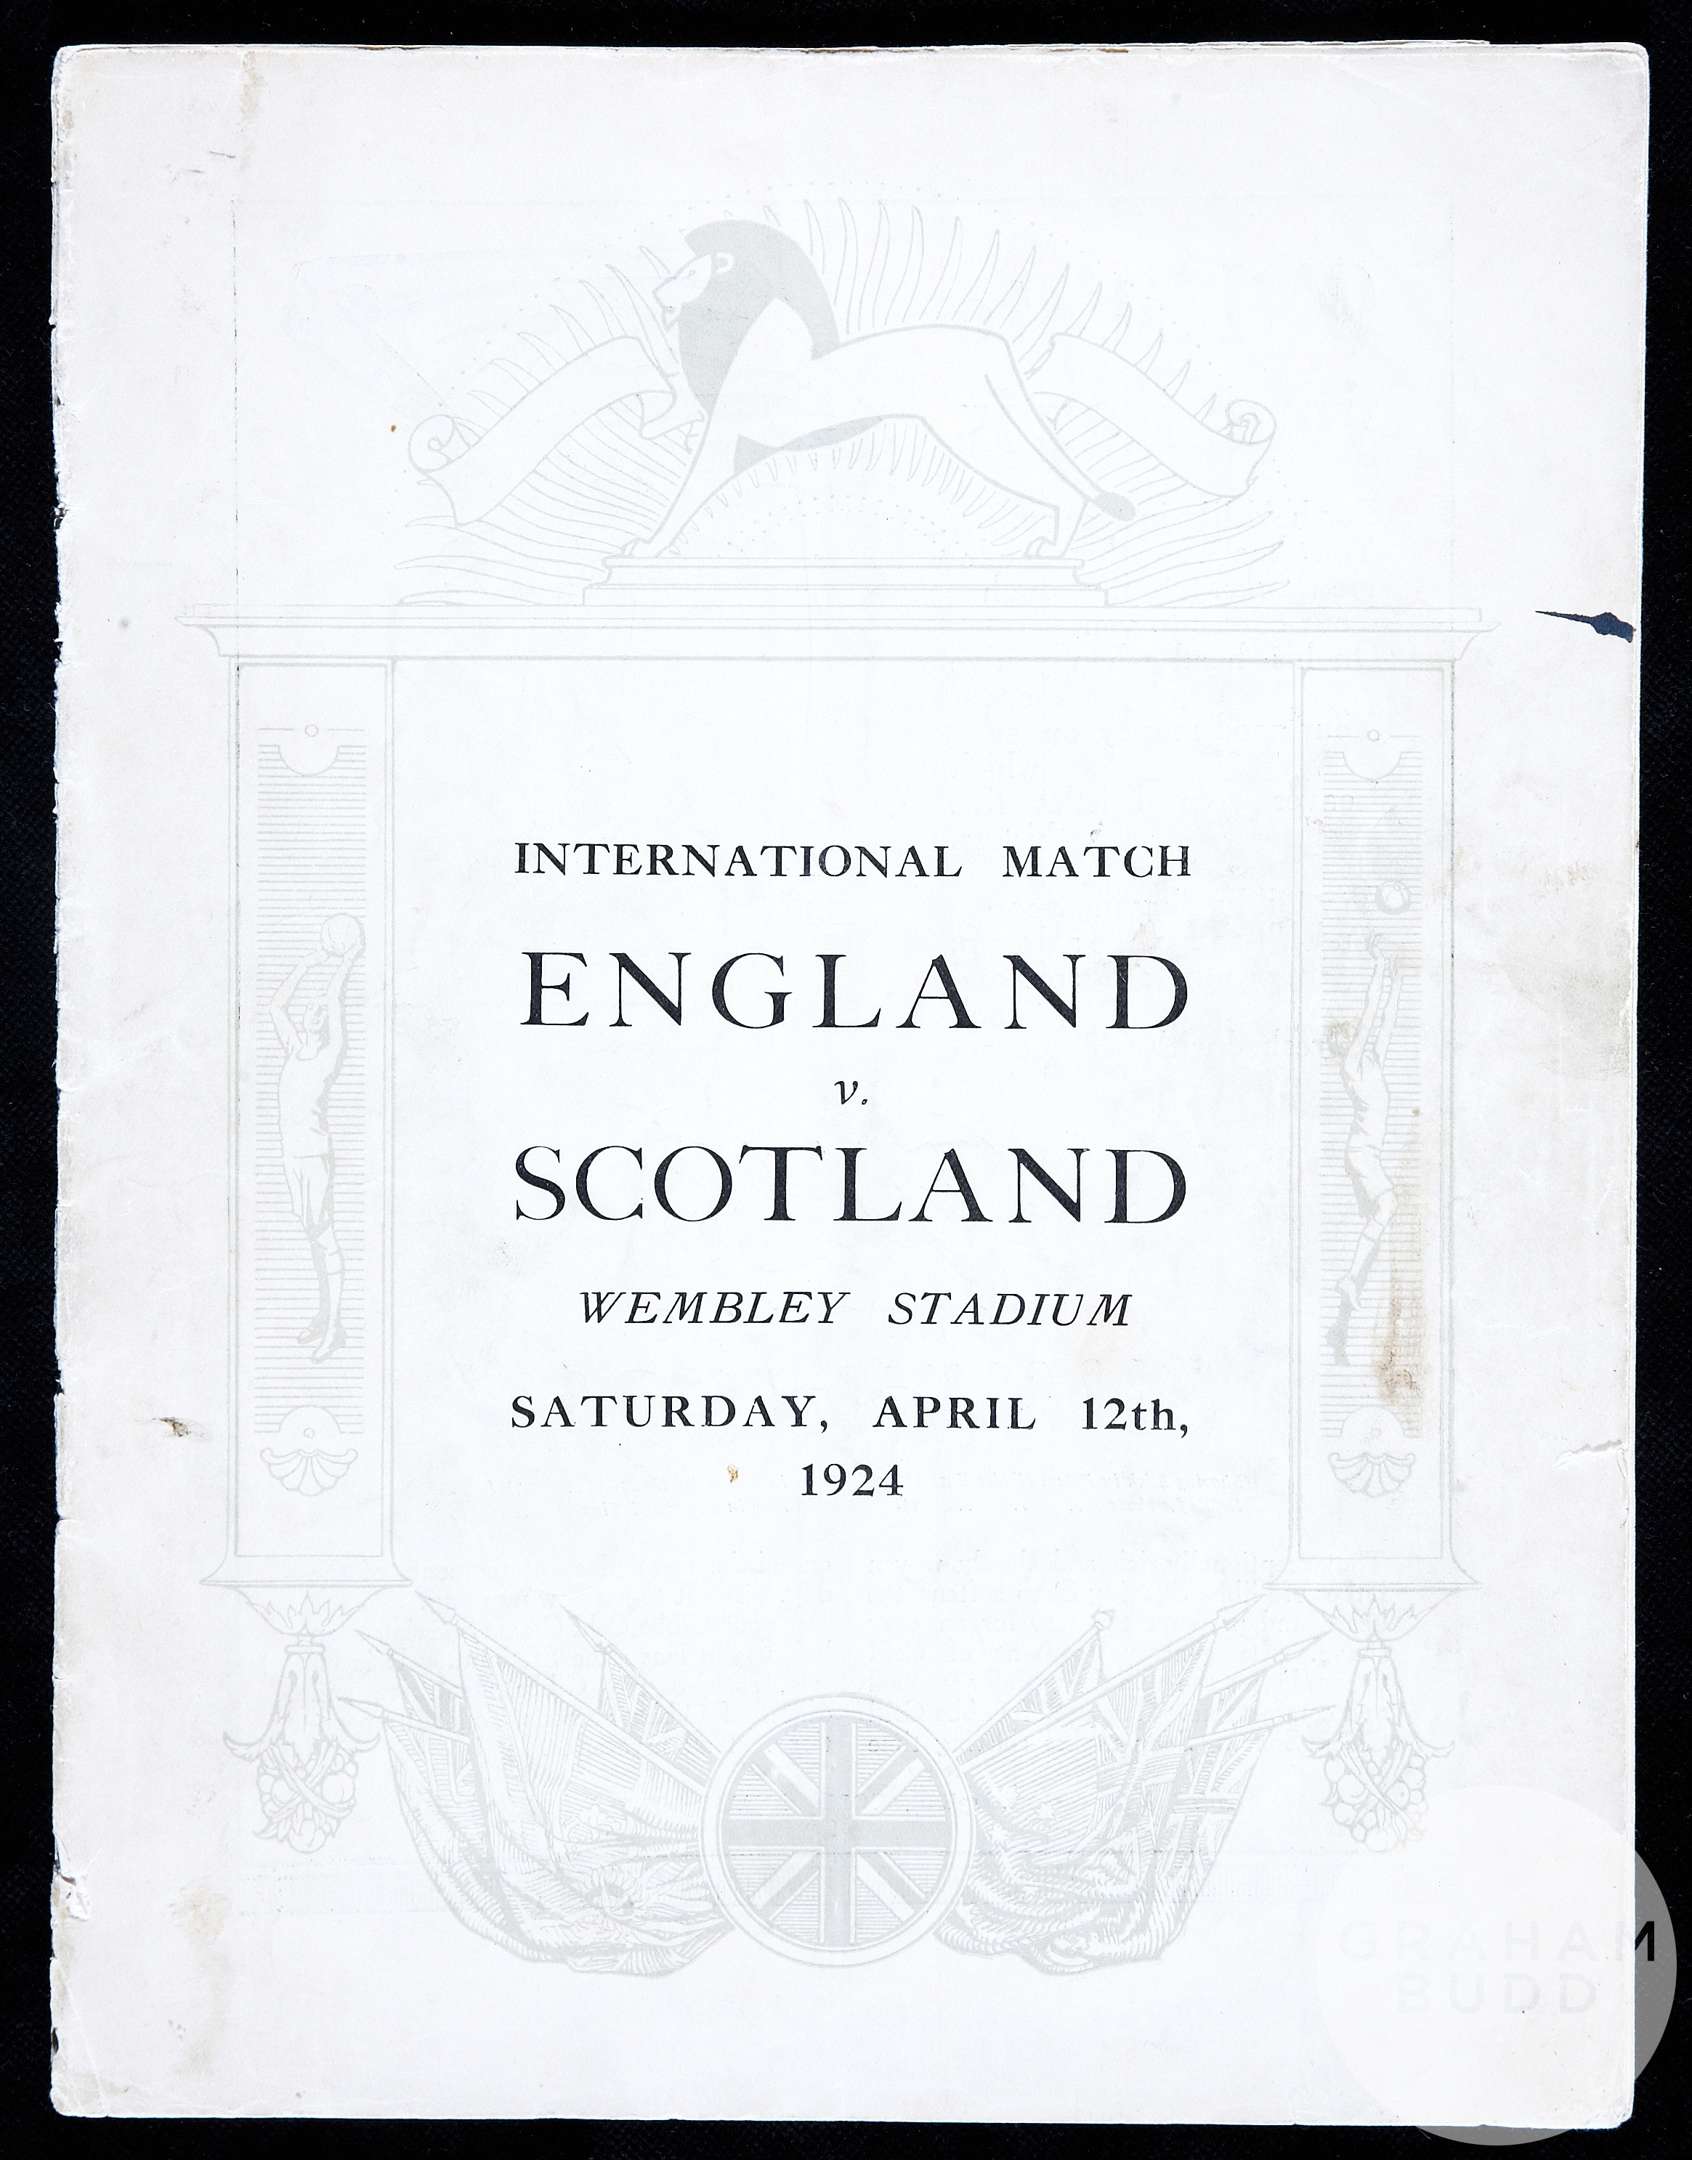 INTERNATIONAL MATCH
ENGLAND
v.
SCOTLAND
WEMBLEY STADIUM
SATURDAY, APRIL 12th,
1924
GRAHAM
BUDD